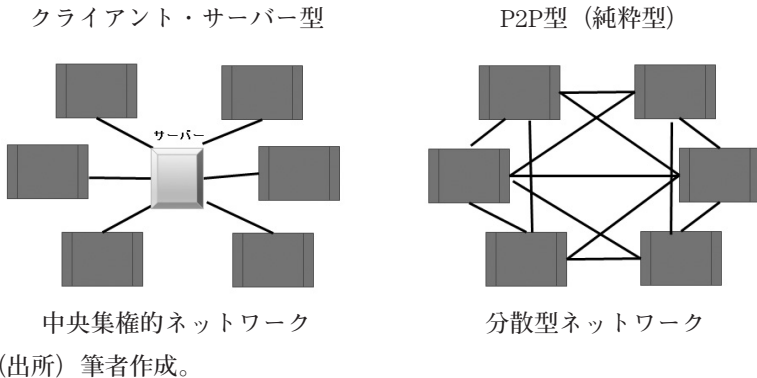 クライアント・サーバー型
P2P型（純粋型）
サーバー
中央集権的ネットワーク
分散型ネットワーク
（出所）筆者作成。